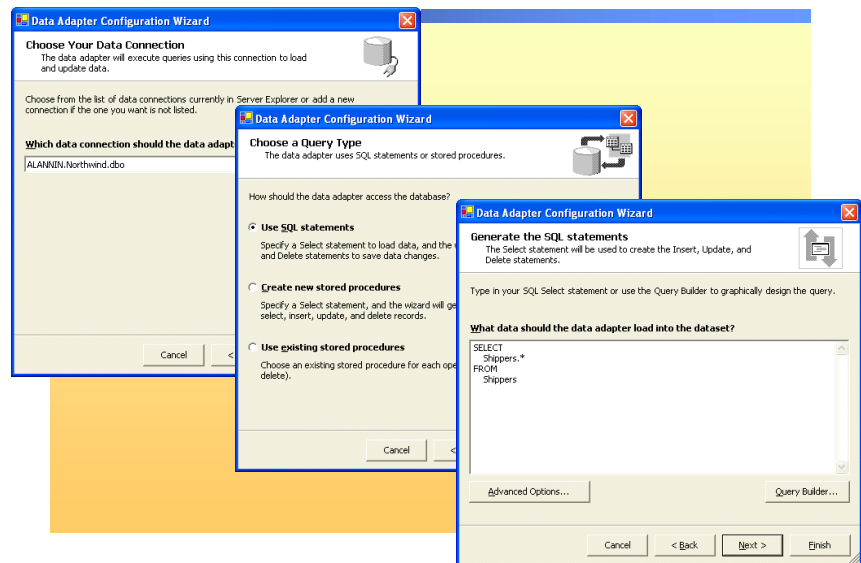 Data Adapter Configuration Wizard
Choose Your Data Connection
The data adapter will execute queries using this connection to load
and update data.
Choose from the list of data connections currently in Server Explorer or add a new
connection if the one you want is not listed.
Which data connection should the data adapt
ALANNIN.Northwind.dbo
Cancel
<
Data Adapter Configuration Wizard
Choose a Query Type
The data adapter uses SQL statements or stored procedures.
How should the data adapter access the database?
Use SQL statements
Specify a Select statement to load data, and the
and Delete statements to save data changes.
Create new stored procedures
Specify a Select statement, and the wizard will ge
select, insert, update, and delete records.
Use existing stored procedures
Choose an existing stored procedure for each ope
delete).
Cancel
<
Data Adapter Configuration Wizard
Generate the SQL statements
The Select statement will be used to create the Insert, Update, and
Delete statements.
Type in your SQL Select statement or use the Query Builder to graphically design the query.
What data should the data adapter load into the dataset?
SELECT
Shippers.*
FROM
Shippers
Advanced Options...
Query Builder...
Cancel
< Back
Next >
Finish